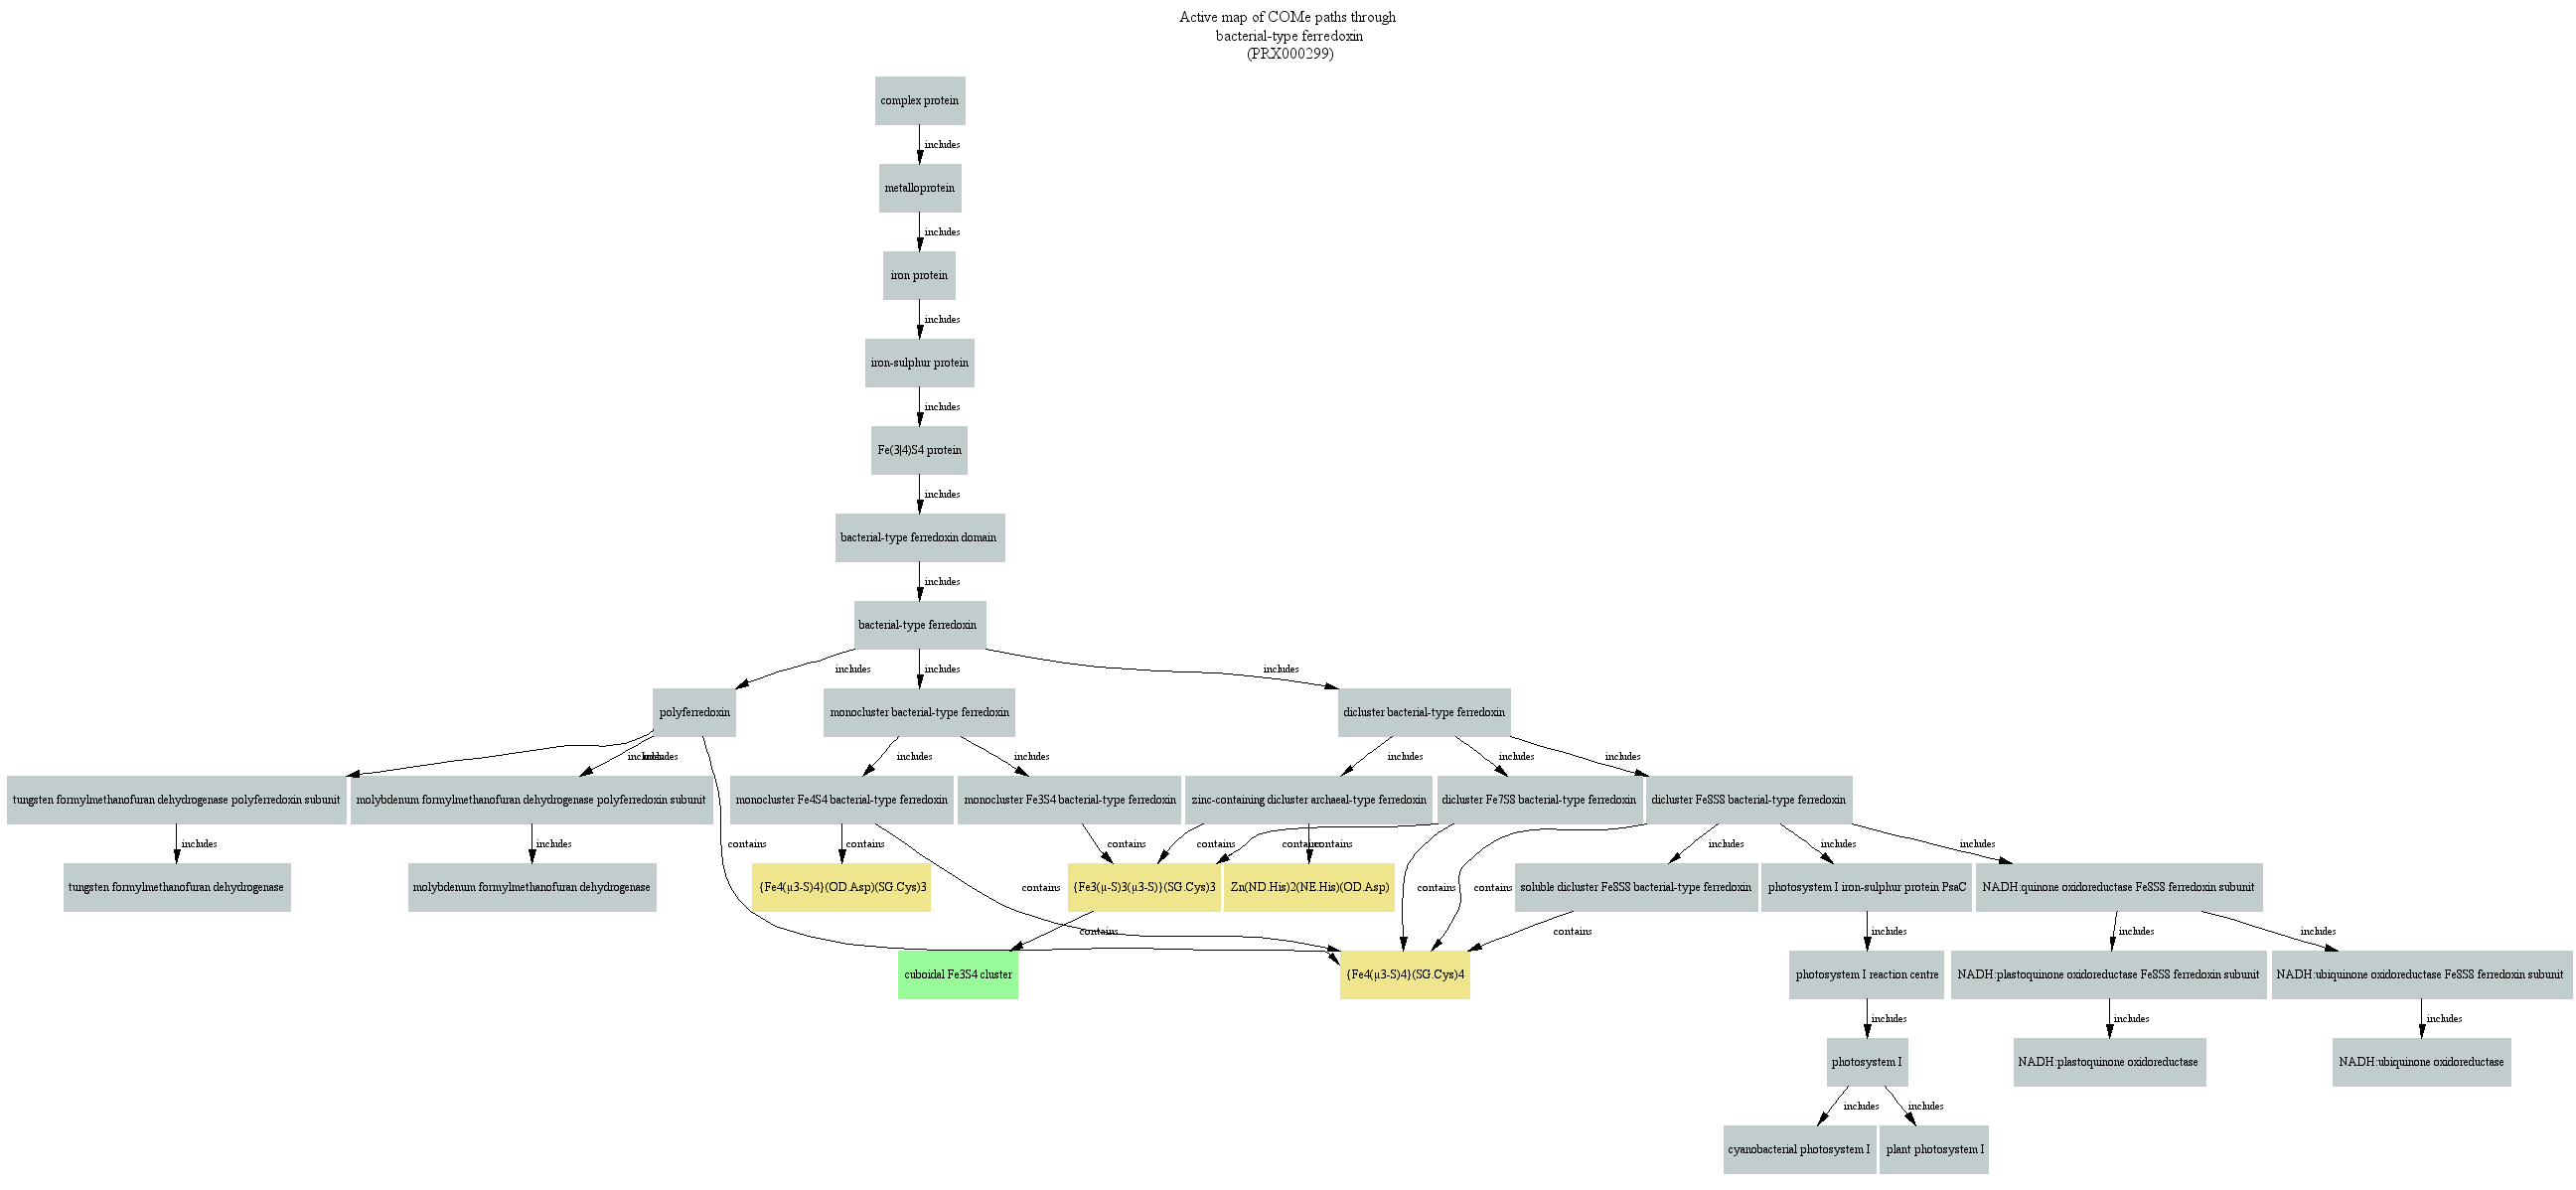 Active map of COMe paths through
bacterial-type ferredoxin
(PRX000299)
complex protein
includes
metalloprotein
includes
iron protein
includes
iron-sulphur protein
includes
Fe(3|4)S4 protein
includes
bacterial-type ferredoxin domain
includes
bacterial-type ferredoxin
includes includes includes
polyferredoxin monocluster bacterial-type ferredoxin dicluster bacterial-type ferredoxin
includes includes includes includes includes includes includes
tungsten formylmethanofuran dehydrogenase polyferredoxin subunit molybdenum formylmethanofuran dehydrogenase polyferredoxin subunit monocluster Fe4S4 bacterial-type ferredoxin monocluster Fe3S4 bacterial-type ferredoxin zinc-containing dicluster archaeal-type ferredoxin dicluster Fe7S8 bacterial-type ferredoxin dicluster Fe8S8 bacterial-type ferredoxin
includes includes contains contains contains contains contains contains includes includes includes
tungsten formylmethanofuran dehydrogenase molybdenum formylmethanofuran dehydrogenase {Fe4(μ3-S)4}(OD.Asp)(SG.Cys)3 {Fe3(μ-S)3(μ3-S)}(SG.Cys)3 Zn(ND.His)2(NE.His)(OD.Asp) soluble dicluster Fe8S8 bacterial-type ferredoxin photosystem I iron-sulphur protein PsaC NADH:quinone oxidoreductase Fe8S8 ferredoxin subunit
contains contains contains
contains contains includes includes includes
cuboidal Fe3S4 cluster {Fe4(μ3-S)4}(SG.Cys)4 photosystem I reaction centre NADH:plastoquinone oxidoreductase Fe8S8 ferredoxin subunit NADH:ubiquinone oxidoreductase Fe8S8 ferredoxin subunit
includes includes includes
photosystem I NADH:plastoquinone oxidoreductase NADH:ubiquinone oxidoreductase
includes includes
cyanobacterial photosystem I plant photosystem I